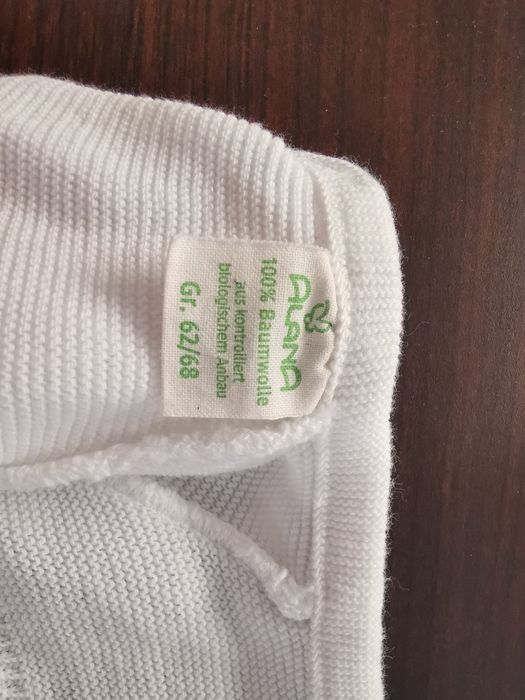 ALANA
100% Baumwolle
aus kontrolliert
biologischem Anbau
Gr. 62/68